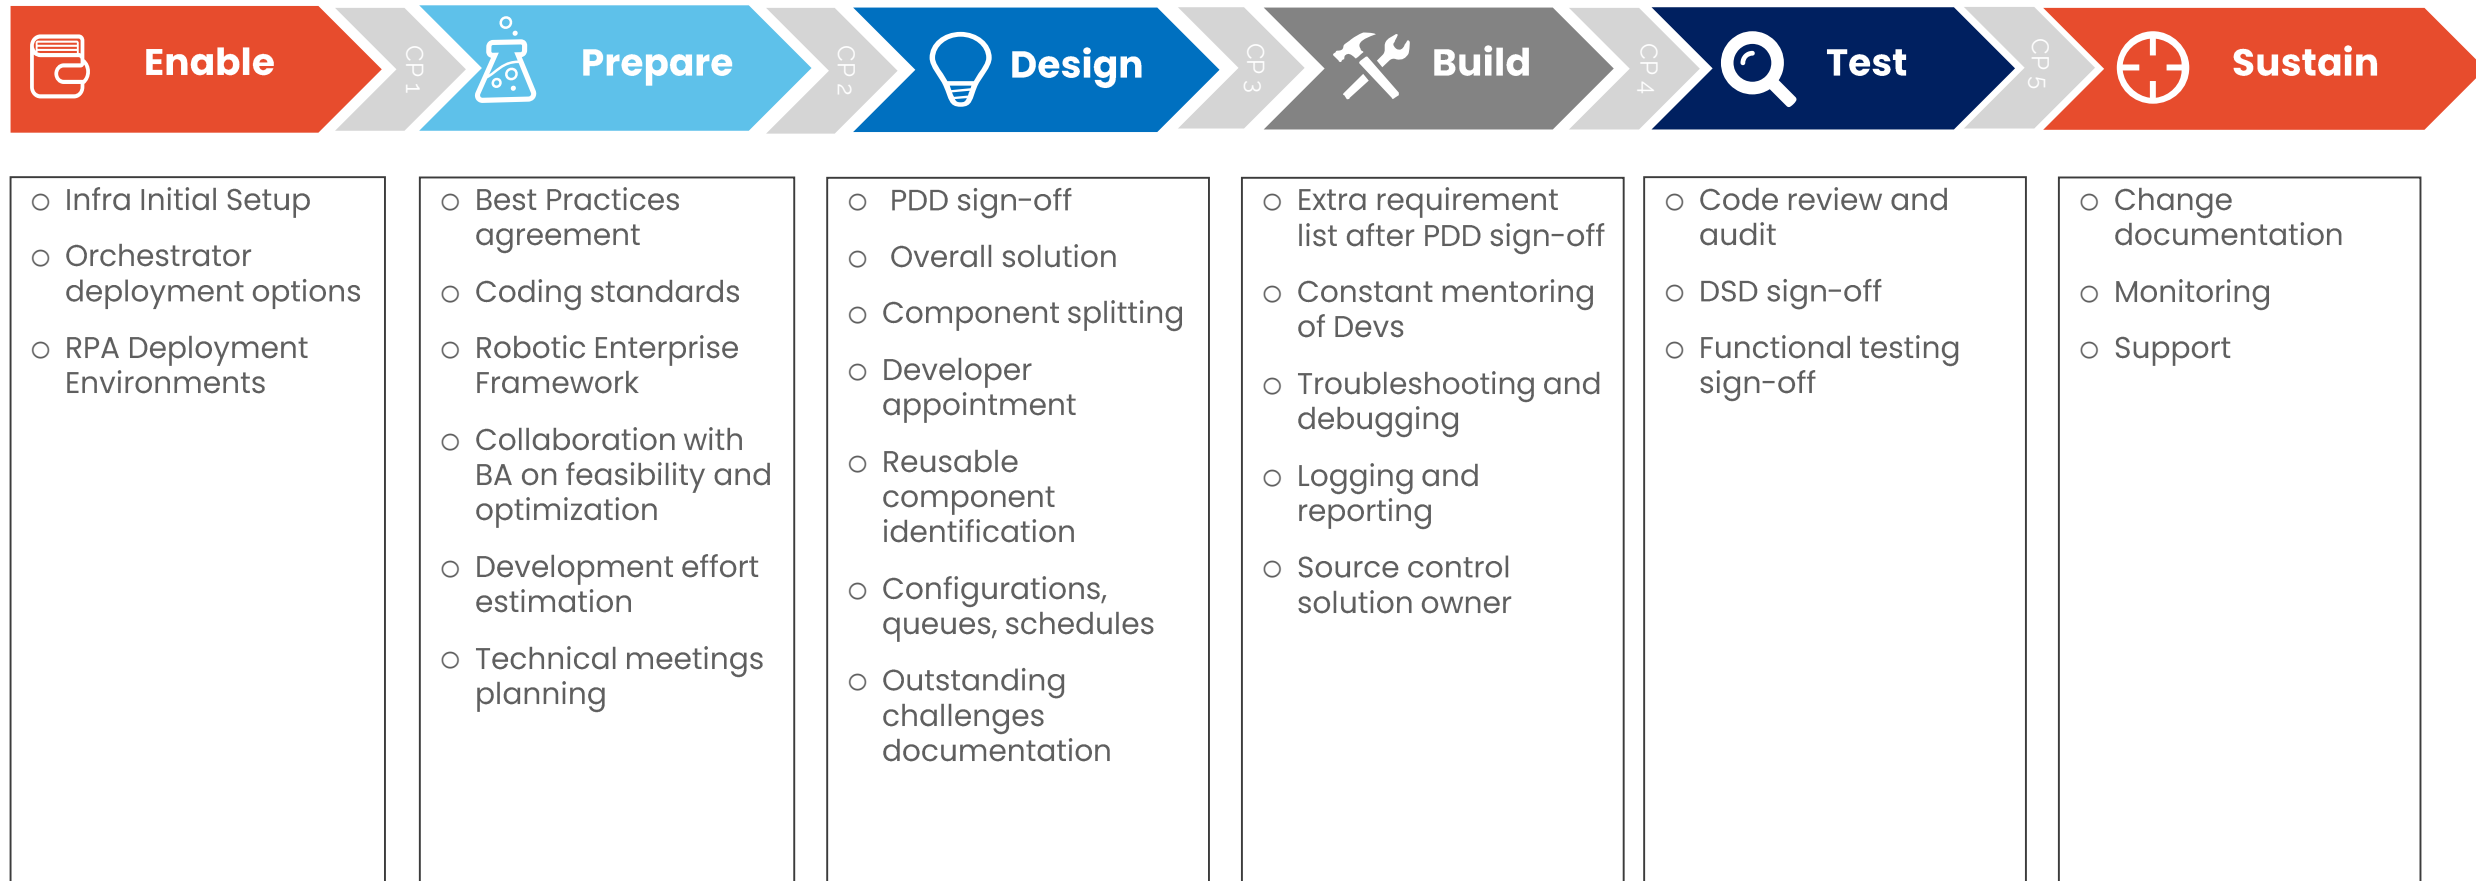 Enable
CP 1
Prepare
CP 2
Design
CP 3
Build
CP 4
Test
CP 5
Sustain
Infra Initial Setup
Orchestrator
deployment options
RPA Deployment
Environments
Best Practices
agreement
Coding standards
Robotic Enterprise
Framework
Collaboration with
BA on feasibility and
optimization
Development effort
estimation
Technical meetings
planning
PDD sign-off
Overall solution
Component splitting
Developer
appointment
Reusable
component
identification
Configurations,
queues, schedules
Outstanding
challenges
documentation
Extra requirement
list after PDD sign-off
Constant mentoring
of Devs
Troubleshooting and
debugging
Logging and
reporting
Source control
solution owner
Code review and
audit
DSD sign-off
Functional testing
sign-off
Change
documentation
Monitoring
Support